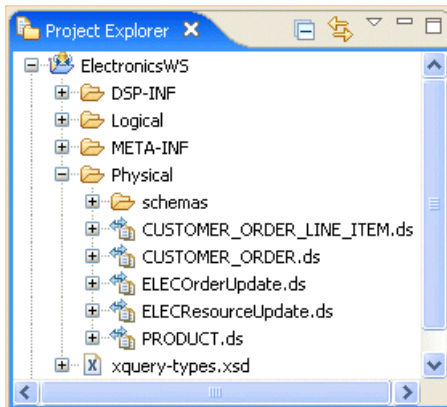 Project Explorer
ElectronicsWS
DSP-INF
Logical
META-INF
Physical
schemas
CUSTOMER_ORDER_LINE_ITEM.ds
CUSTOMER_ORDER.ds
ELECOrderUpdate.ds
ELECResourceUpdate.ds
PRODUCT.ds
xquery-types.xsd